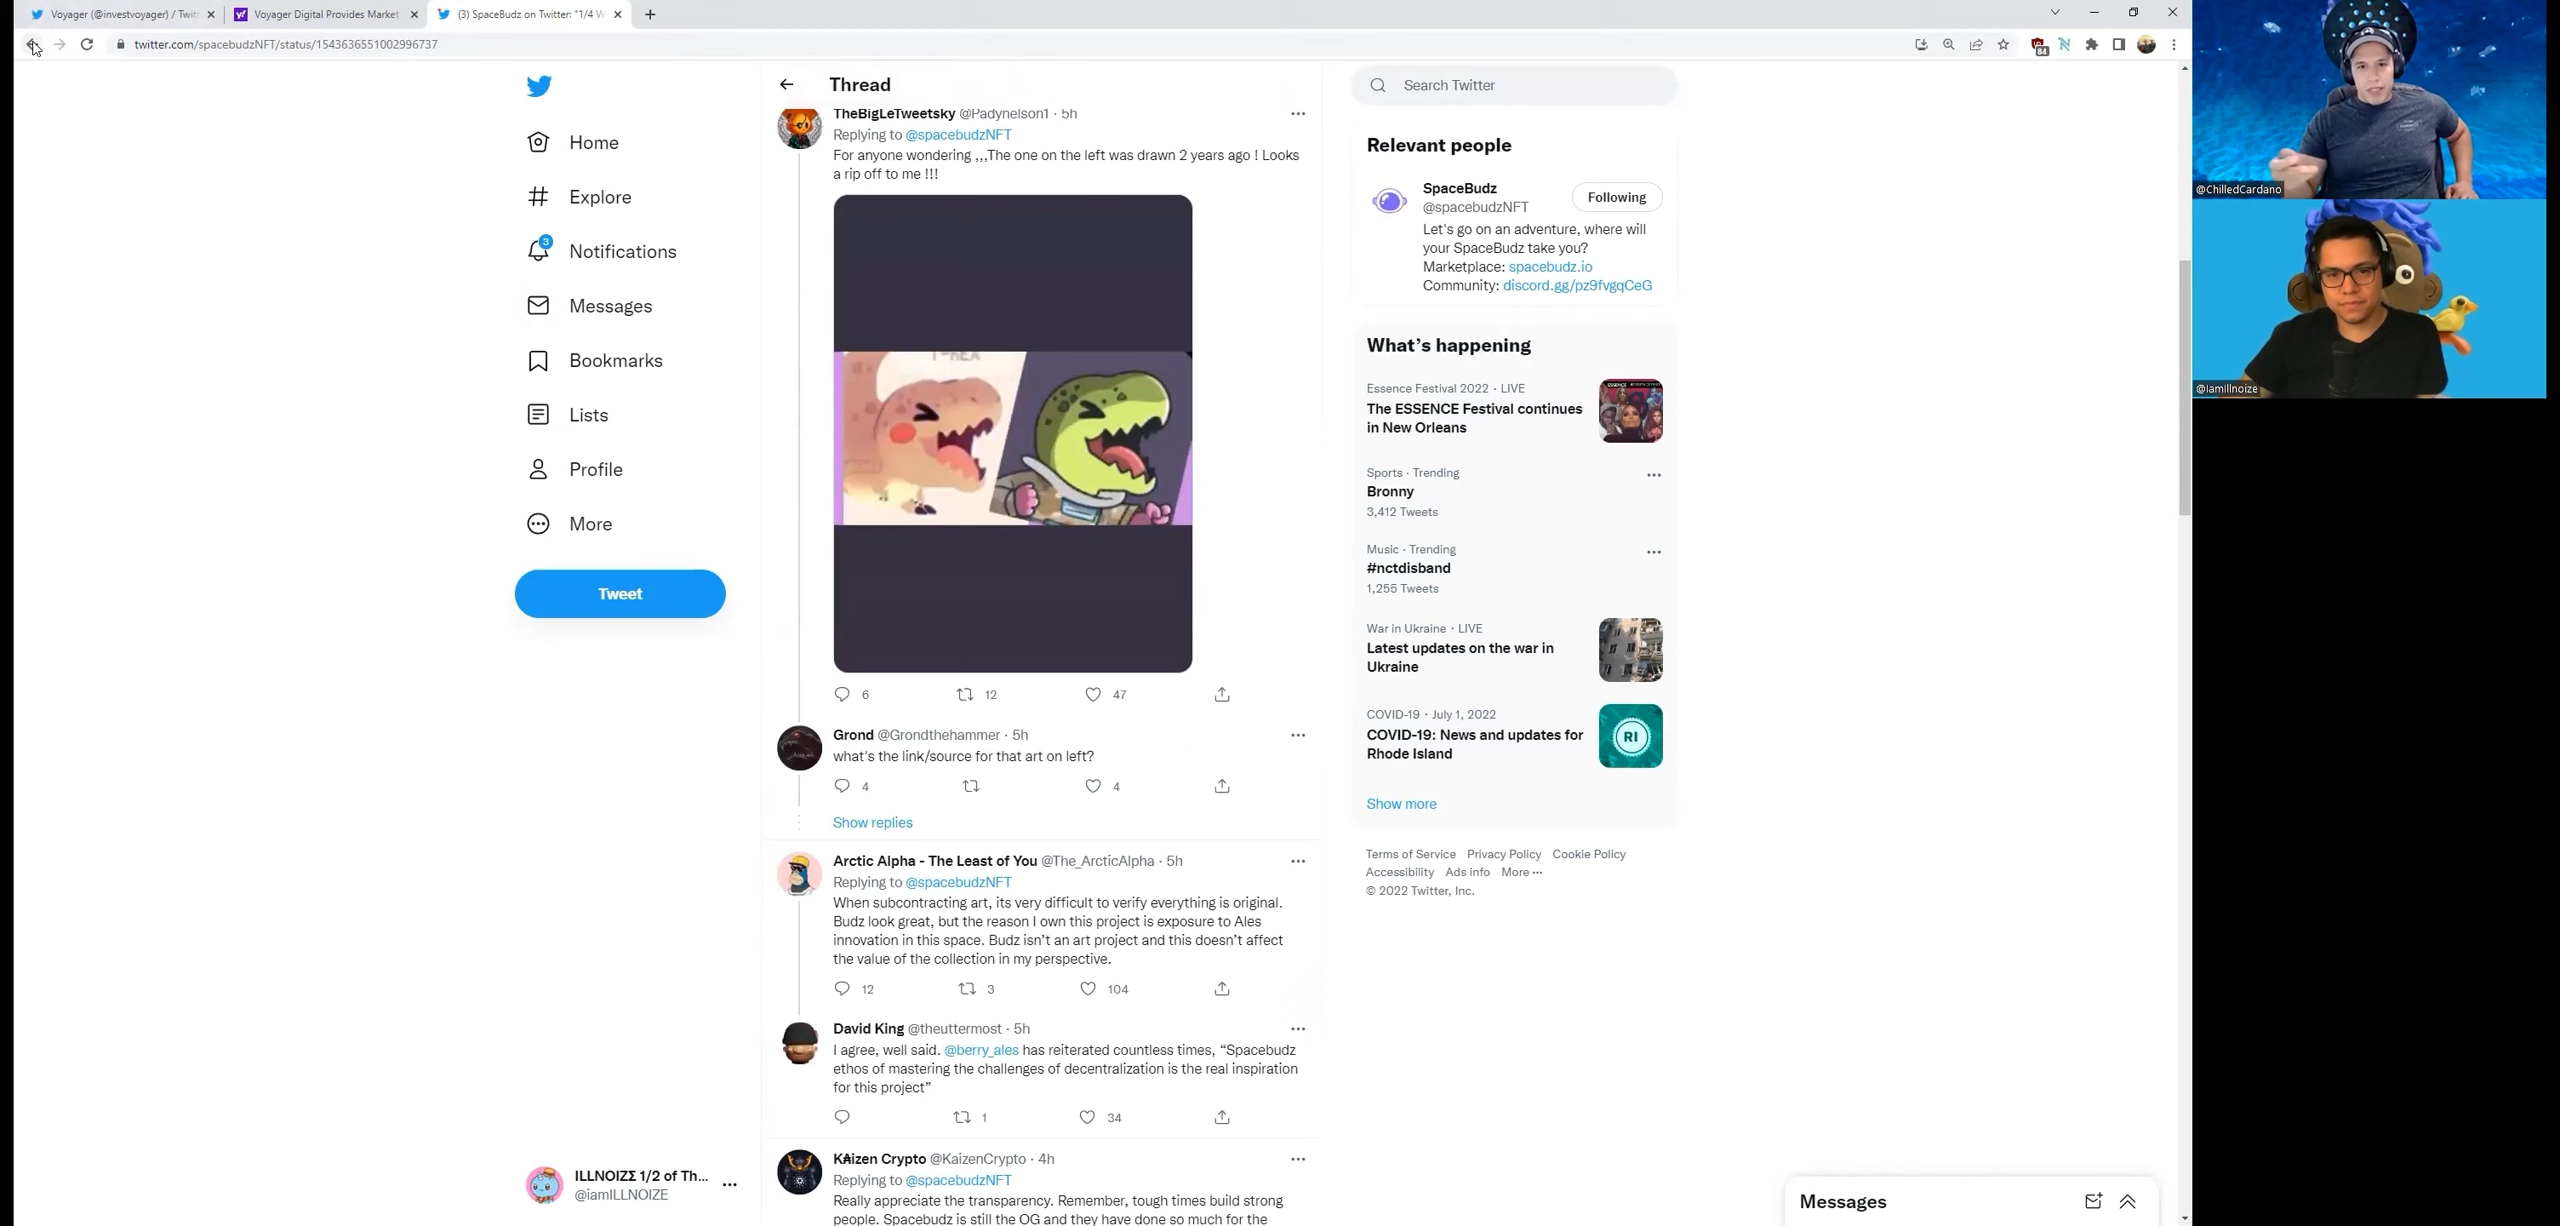 Voyager (@investvoyager) / Twit
Voyager Digital Provides Market
(3) SpaceBudz on Twitter: "1/4 W
twitter.com/spacebudzNFT/status/1543636551002996737
84
Home
Explore
3
Notifications
Messages
Bookmarks
Lists
Profile
More
Tweet
ILLNOIZΣ 1/2 of Th...
@iamILLNOIZE
Thread
TheBigLeTweetsky @Padynelson1 · 5h
Replying to @spacebudzNFT
For anyone wondering ,,,The one on the left was drawn 2 years ago ! Looks
a rip off to me !!!
T-REX
6 12 47
Grond @Grondthehammer · 5h
what's the link/source for that art on left?
4 4
Show replies
Arctic Alpha - The Least of You @The_ArcticAlpha · 5h
Replying to @spacebudzNFT
When subcontracting art, its very difficult to verify everything is original.
Budz look great, but the reason I own this project is exposure to Ales
innovation in this space. Budz isn't an art project and this doesn't affect
the value of the collection in my perspective.
12 3 104
David King @theuttermost · 5h
I agree, well said. @berry_ales has reiterated countless times, “Spacebudz
ethos of mastering the challenges of decentralization is the real inspiration
for this project”
1 34
K₳izen Crypto @KaizenCrypto · 4h
Replying to @spacebudzNFT
Really appreciate the transparency. Remember, tough times build strong
people. Spacebudz is still the OG and they have done so much for the
Search Twitter
Relevant people
SpaceBudz
@spacebudzNFT
Following
Let's go on an adventure, where will
your SpaceBudz take you?
Marketplace: spacebudz.io
Community: discord.gg/pz9fvgqCeG
What's happening
Essence Festival 2022 · LIVE
The ESSENCE Festival continues
in New Orleans
Sports · Trending
Bronny
3,412 Tweets
Music · Trending
#nctdisband
1,255 Tweets
War in Ukraine · LIVE
Latest updates on the war in
Ukraine
COVID-19 · July 1, 2022
COVID-19: News and updates for
Rhode Island
RI
Show more
Terms of Service Privacy Policy Cookie Policy
Accessibility Ads info More ···
© 2022 Twitter, Inc.
Messages
@ChilledCardano
@IamIllnoize